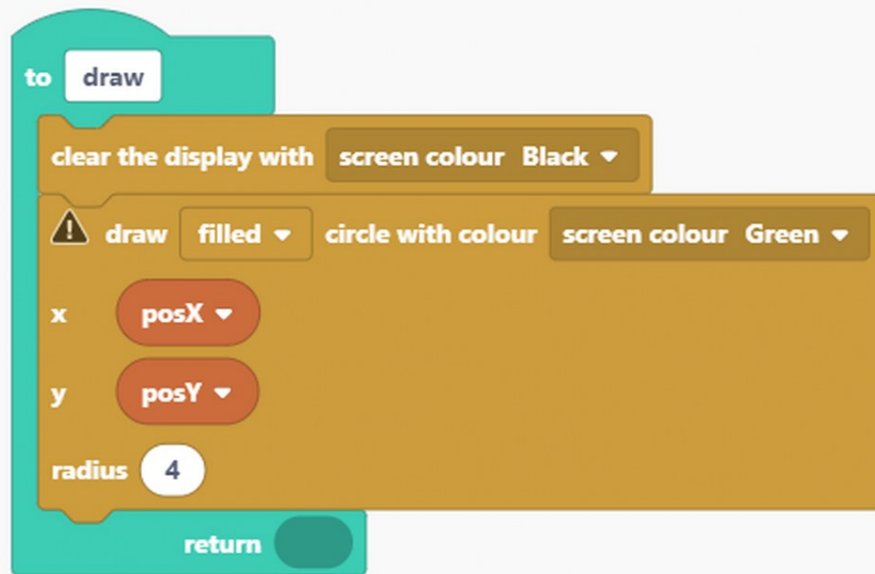 to draw
clear the display with screen colour Black
draw filled circle with colour screen colour Green
x posX
y posY
radius 4
return